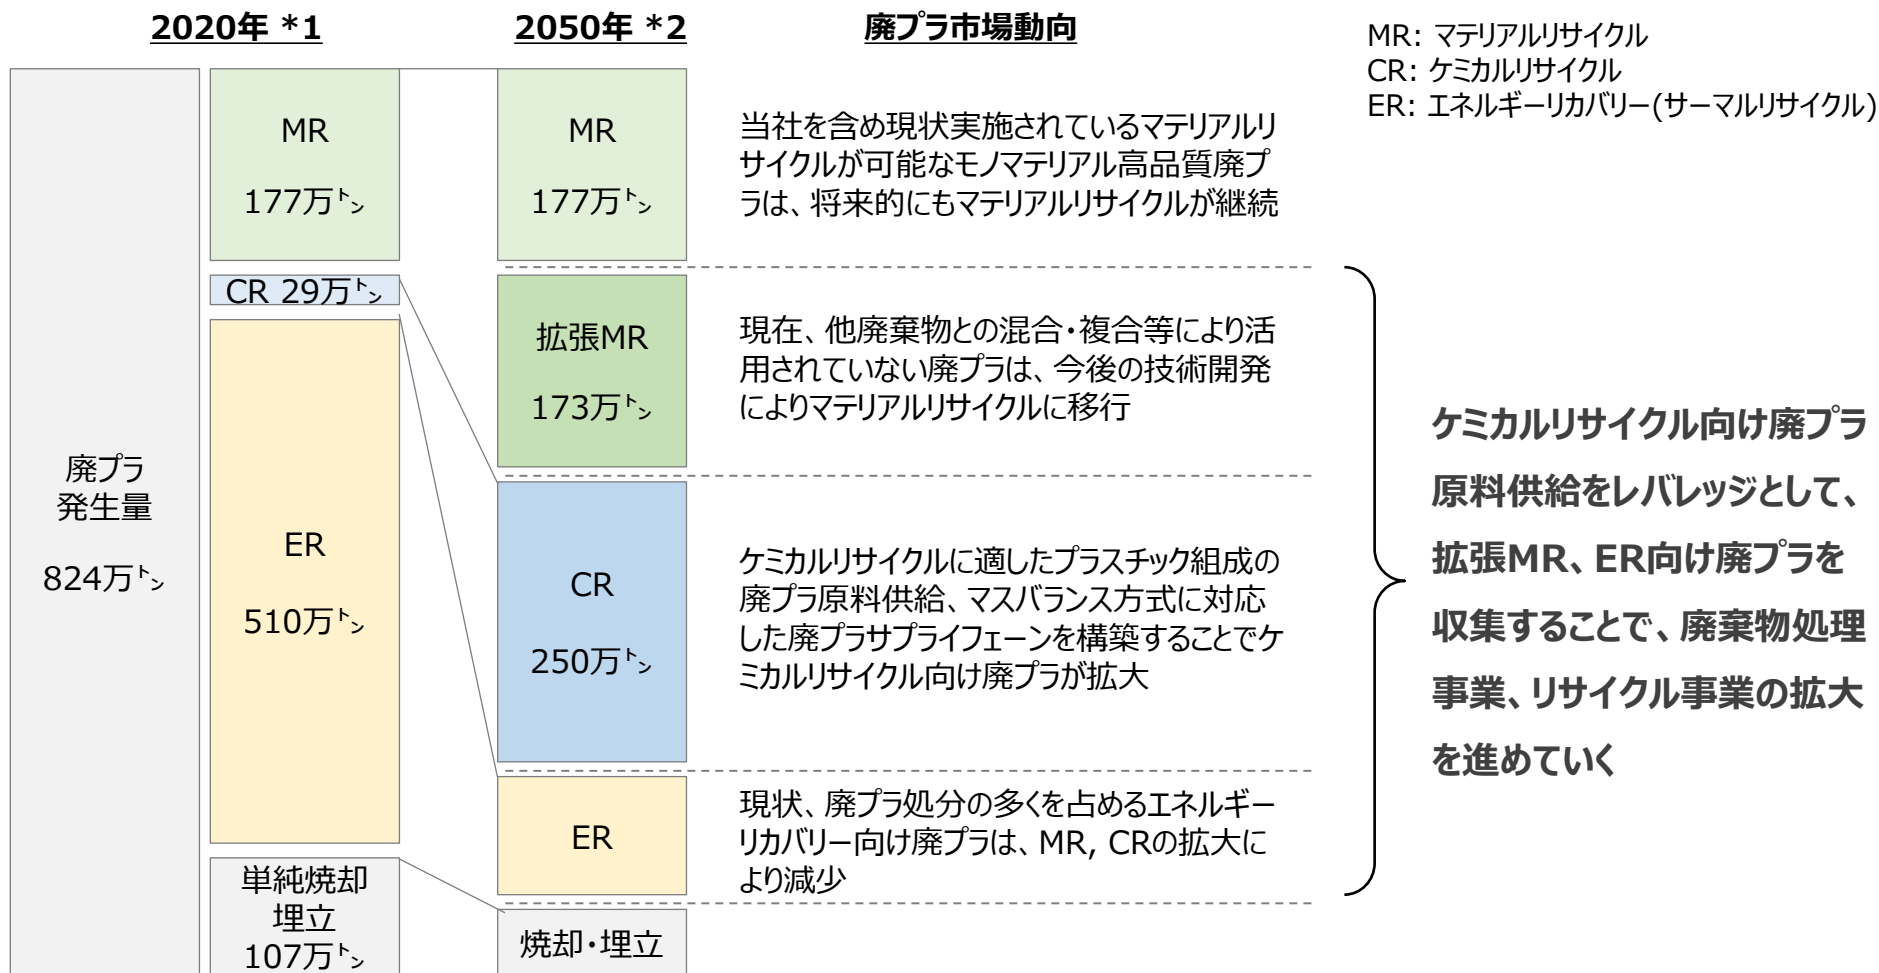 2020年 *1
2050年 *2
廃プラ市場動向
MR: マテリアルリサイクル
CR: ケミカルリサイクル
ER: エネルギーリカバリー(サーマルリサイクル)
廃プラ
発生量
824万㌧
MR
177万㌧
CR 29万㌧
ER
510万㌧
単純焼却
埋立
107万㌧
MR
177万㌧
拡張MR
173万㌧
CR
250万㌧
ER
焼却・埋立
当社を含め現状実施されているマテリアルリ
サイクルが可能なモノマテリアル高品質廃プ
ラは、将来的にもマテリアルリサイクルが継続
現在、他廃棄物との混合・複合等により活
用されていない廃プラは、今後の技術開発
によりマテリアルリサイクルに移行
ケミカルリサイクルに適したプラスチック組成の
廃プラ原料供給、マスバランス方式に対応
した廃プラサプライフェーンを構築することでケ
ミカルリサイクル向け廃プラが拡大
現状、廃プラ処分の多くを占めるエネルギー
リカバリー向け廃プラは、MR, CRの拡大に
より減少
ケミカルリサイクル向け廃プラ
原料供給をレバレッジとして、
拡張MR、ER向け廃プラを
収集することで、廃棄物処理
事業、リサイクル事業の拡大
を進めていく